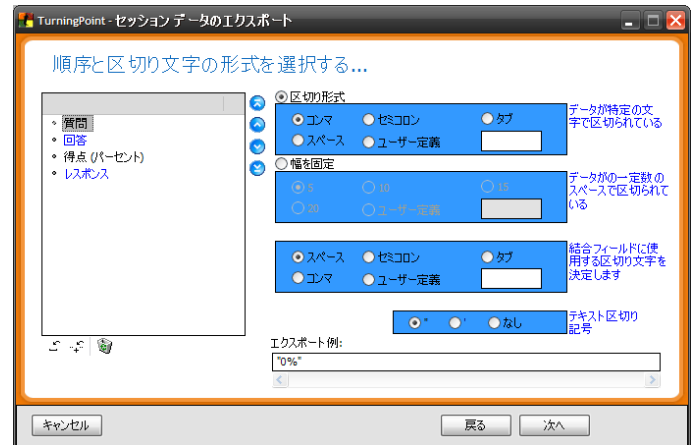 TurningPoint - セッション データのエクスポート
順序と区切り文字の形式を選択する...
質問
回答
得点 (パーセント)
レスポンス
区切り形式
コンマ セミコロン タブ
スペース ユーザー定義
データが特定の文
字で区切られている
幅を固定
5 10 15
20 ユーザー定義
データがの一定数の
スペースで区切られて
いる
スペース セミコロン タブ
コンマ ユーザー定義
結合フィールドに使
用する区切り文字を
決定します
" ' なし
テキスト区切り
記号
エクスポート例:
"0%"
キャンセル 戻る 次へ